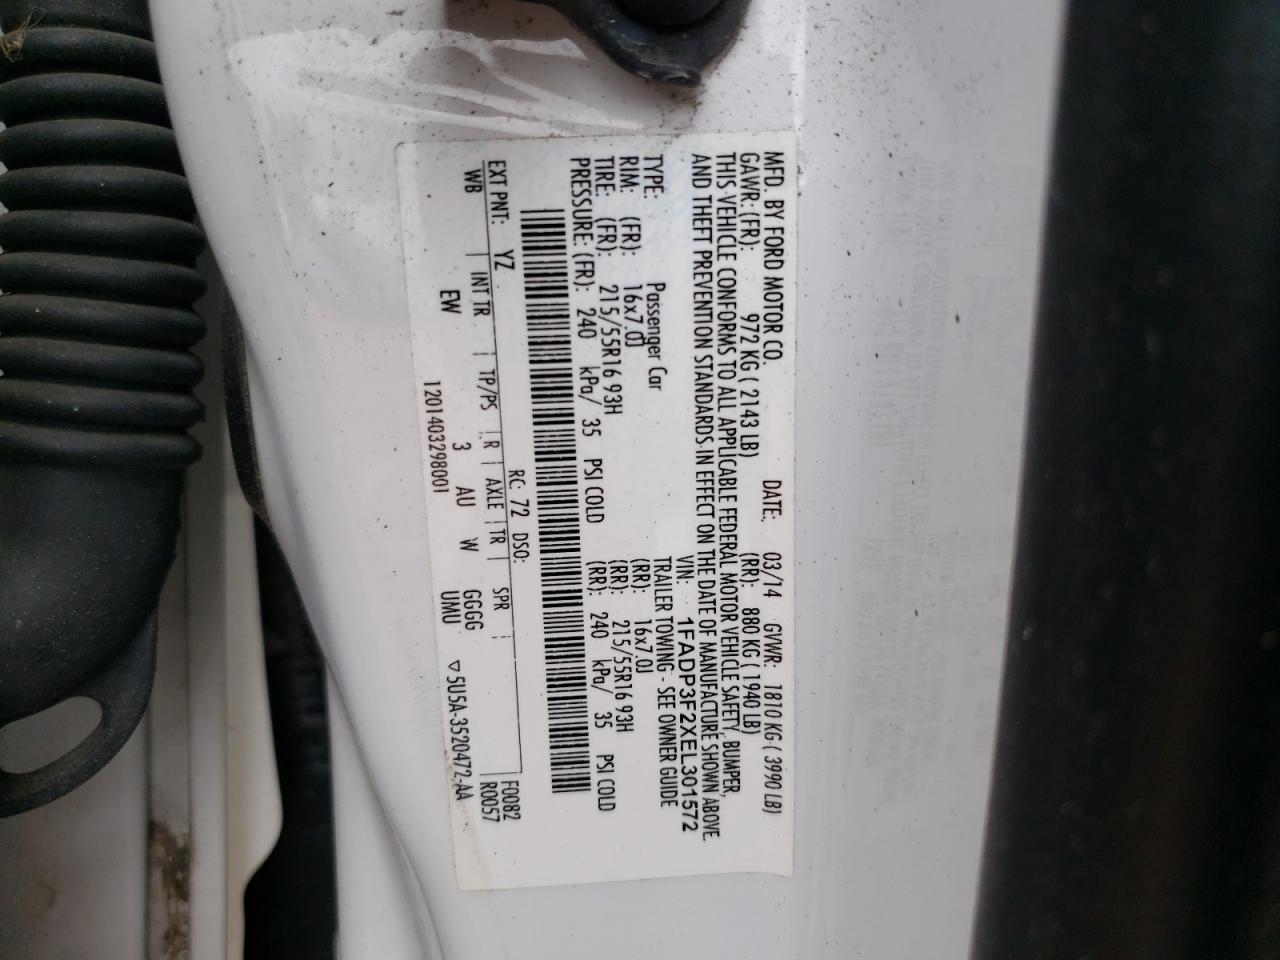 MFD. BY FORD MOTOR CO. DATE: 03/14 GVWR: 1810 KG ( 3990 LB)
GAWR: (FR): 972 KG ( 2143 LB) (RR): 880 KG ( 1940 LB)
THIS VEHICLE CONFORMS TO ALL APPLICABLE FEDERAL MOTOR VEHICLE SAFETY, BUMPER,
AND THEFT PREVENTION STANDARDS IN EFFECT ON THE DATE OF MANUFACTURE SHOWN ABOVE.
VIN: 1FADP3F2XEL301572
TYPE: Passenger Car TRAILER TOWING - SEE OWNER GUIDE
RIM: (FR): 16x7.0J (RR): 16x7.0J
TIRE: (FR): 215/55R16 93H (RR): 215/55R16 93H
PRESSURE: (FR): 240 kPa/ 35 PSI COLD (RR): 240 kPa/ 35 PSI COLD
EXT PNT: YZ RC: 72 DSO: F0082
WB | INT TR | TP/PS | R | AXLE | TR | SPR | R0057
EW 3 AU W GGGG
UMU
1201403298001 ▽5U5A-3520472-AA